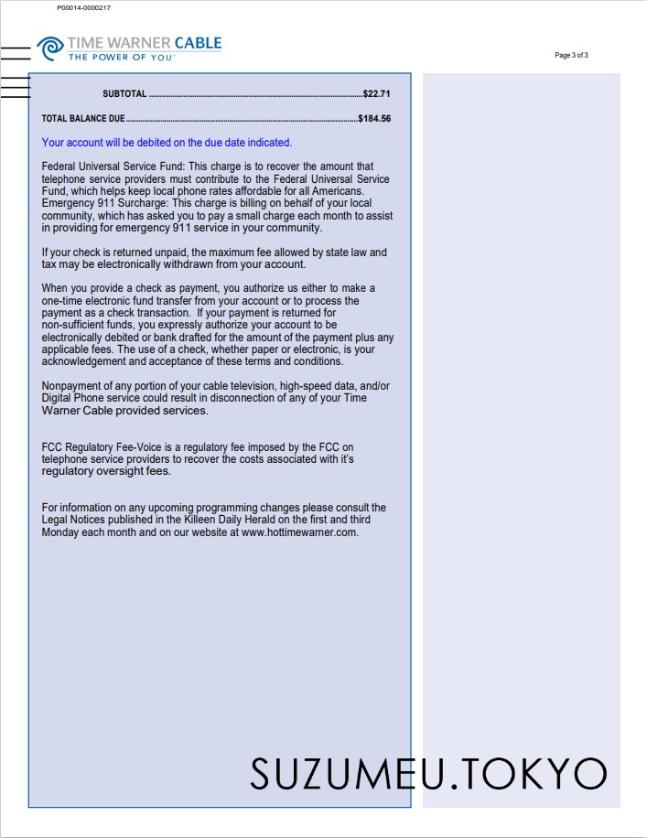 P00014-0000217
TIME WARNER CABLE
THE POWER OF YOU™
Page 3 of 3
SUBTOTAL ................................................................................$22.71
TOTAL BALANCE DUE................................................................................$184.56
Your account will be debited on the due date indicated.
Federal Universal Service Fund: This charge is to recover the amount that
telephone service providers must contribute to the Federal Universal Service
Fund, which helps keep local phone rates affordable for all Americans.
Emergency 911 Surcharge: This charge is billing on behalf of your local
community, which has asked you to pay a small charge each month to assist
in providing for emergency 911 service in your community.
If your check is returned unpaid, the maximum fee allowed by state law and
tax may be electronically withdrawn from your account.
When you provide a check as payment, you authorize us either to make a
one-time electronic fund transfer from your account or to process the
payment as a check transaction. If your payment is returned for
non-sufficient funds, you expressly authorize your account to be
electronically debited or bank drafted for the amount of the payment plus any
applicable fees. The use of a check, whether paper or electronic, is your
acknowledgement and acceptance of these terms and conditions.
Nonpayment of any portion of your cable television, high-speed data, and/or
Digital Phone service could result in disconnection of any of your Time
Warner Cable provided services.
FCC Regulatory Fee-Voice is a regulatory fee imposed by the FCC on
telephone service providers to recover the costs associated with it's
regulatory oversight fees.
For information on any upcoming programming changes please consult the
Legal Notices published in the Killeen Daily Herald on the first and third
Monday each month and on our website at www.hottimewarner.com.
SUZUMEU.TOKYO